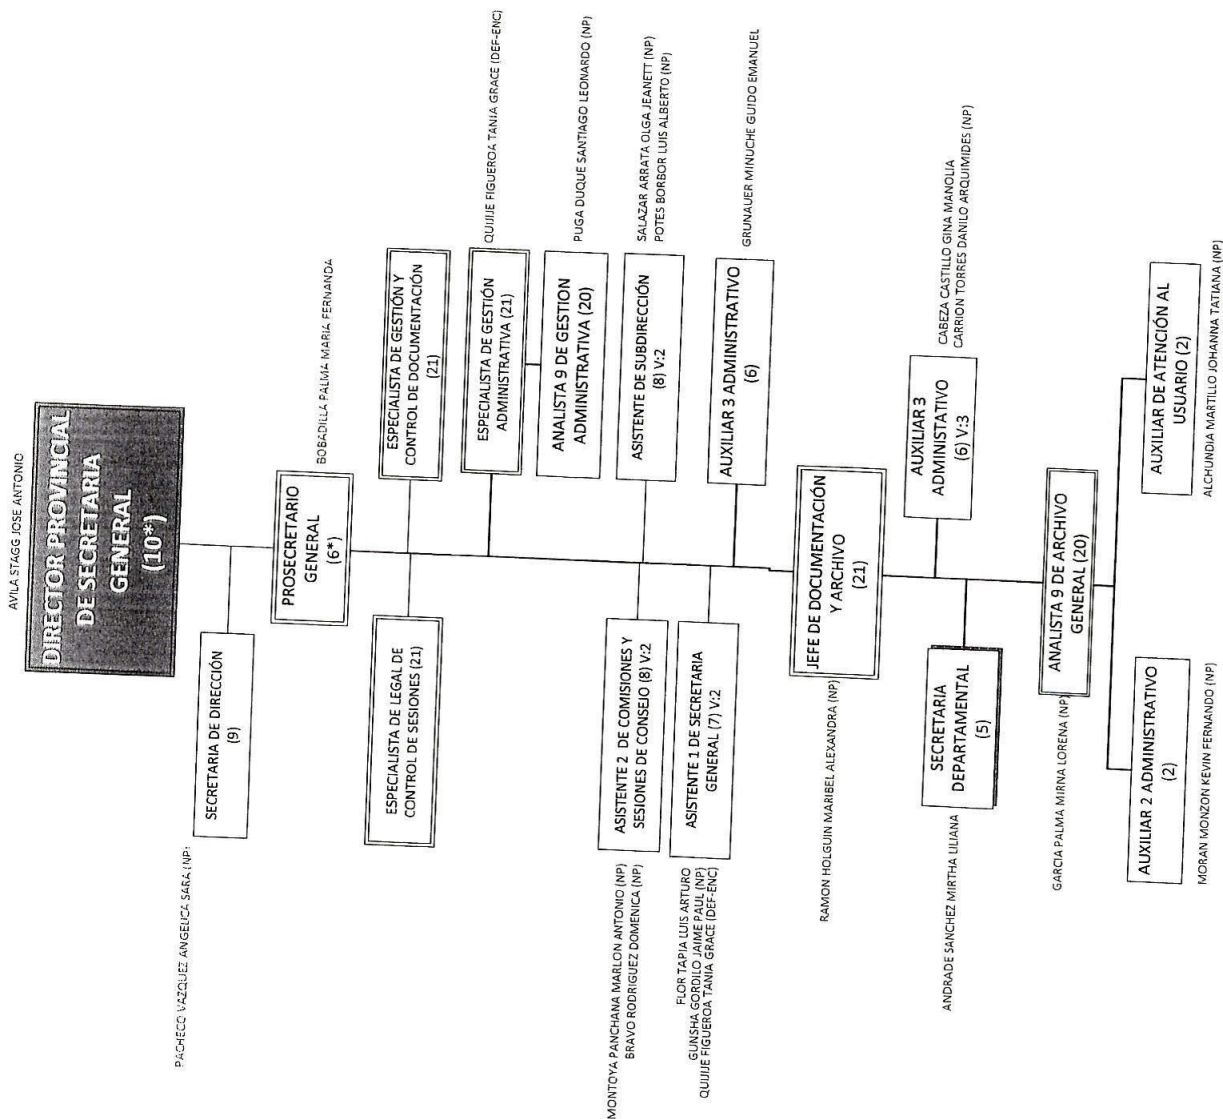 AVILA STAGG JOSE ANTONIO
DIRECTOR PROVINCIAL
DE SECRETARIA
GENERAL
(10*)
PACHECO VAZQUEZ ANGELICA SARA (NP)
SECRETARIA DE DIRECCIÓN
(9)
PROSECRETARIO
GENERAL
(6*)
BOBADILLA PALMA MARIA FERNANDA
ESPECIALISTA DE LEGAL DE
CONTROL DE SESIONES (21)
ESPECIALISTA DE GESTIÓN Y
CONTROL DE DOCUMENTACIÓN
(21)
ESPECIALISTA DE GESTIÓN
ADMINISTRATIVA (21)
QUIJIJE FIGUEROA TANIA GRACE (DEF-ENC)
ANALISTA 9 DE GESTION
ADMINISTRATIVA (20)
PUGA DUQUE SANTIAGO LEONARDO (NP)
MONTOYA PANCHANA MARLON ANTONIO (NP)
BRAVO RODRIGUEZ DOMENICA (NP)
ASISTENTE 2 DE COMISIONES Y
SESIONES DE CONSEJO (8) V:2
ASISTENTE DE SUBDIRECCIÓN
(8) V:2
SALAZAR ARRATA OLGA JEANETT (NP)
POTES BORBOR LUIS ALBERTO (NP)
FLOR TAPIA LUIS ARTURO
GUNSHA GORDILO JAIME PAUL (NP)
QUIJIJE FIGUEROA TANIA GRACE (DEF-ENC)
ASISTENTE 1 DE SECRETARIA
GENERAL (7) V:2
AUXILIAR 3 ADMINISTRATIVO
(6)
GRUNAUER MINUCHE GUIDO EMANUEL
RAMON HOLGUIN MARIBEL ALEXANDRA (NP)
JEFE DE DOCUMENTACIÓN
Y ARCHIVO
(21)
AUXILIAR 3
ADMINISTATIVO
(6) V:3
CABEZA CASTILLO GINA MANOLIA
CARRION TORRES DANILO ARQUIMIDES (NP)
ANDRADE SANCHEZ MIRTHA LILIANA
SECRETARIA
DEPARTAMENTAL
(5)
GARCIA PALMA MIRNA LORENA (NP)
ANALISTA 9 DE ARCHIVO
GENERAL (20)
AUXILIAR 2 ADMINISTRATIVO
(2)
MORAN MONZON KEVIN FERNANDO (NP)
AUXILIAR DE ATENCIÓN AL
USUARIO (2)
ALCHUNDIA MARTILLO JOHANNA TATIANA (NP)